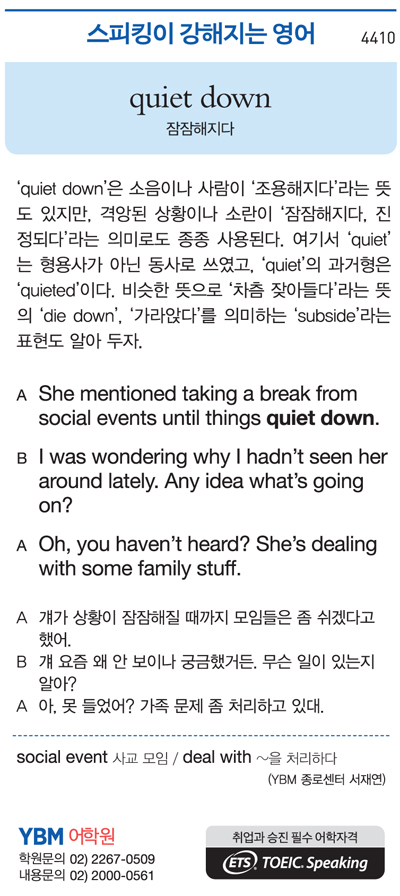 스피킹이 강해지는 영어 4410
quiet down
잠잠해지다
‘quiet down’은 소음이나 사람이 ‘조용해지다’라는 뜻
도 있지만, 격앙된 상황이나 소란이 ‘잠잠해지다, 진
정되다’라는 의미로도 종종 사용된다. 여기서 ‘quiet’
는 형용사가 아닌 동사로 쓰였고, ‘quiet’의 과거형은
‘quieted’이다. 비슷한 뜻으로 ‘차츰 잦아들다’라는 뜻
의 ‘die down’, ‘가라앉다’를 의미하는 ‘subside’라는
표현도 알아 두자.
A She mentioned taking a break from
social events until things quiet down.
B I was wondering why I hadn’t seen her
around lately. Any idea what’s going
on?
A Oh, you haven’t heard? She’s dealing
with some family stuff.
A 걔가 상황이 잠잠해질 때까지 모임들은 좀 쉬겠다고
했어.
B 걔 요즘 왜 안 보이나 궁금했거든. 무슨 일이 있는지
알아?
A 아, 못 들었어? 가족 문제 좀 처리하고 있대.
social event 사교 모임 / deal with ～을 처리하다
(YBM 종로센터 서재연)
YBM 어학원
학원문의 02) 2267-0509
내용문의 02) 2000-0561
취업과 승진 필수 어학자격
ETS TOEIC Speaking